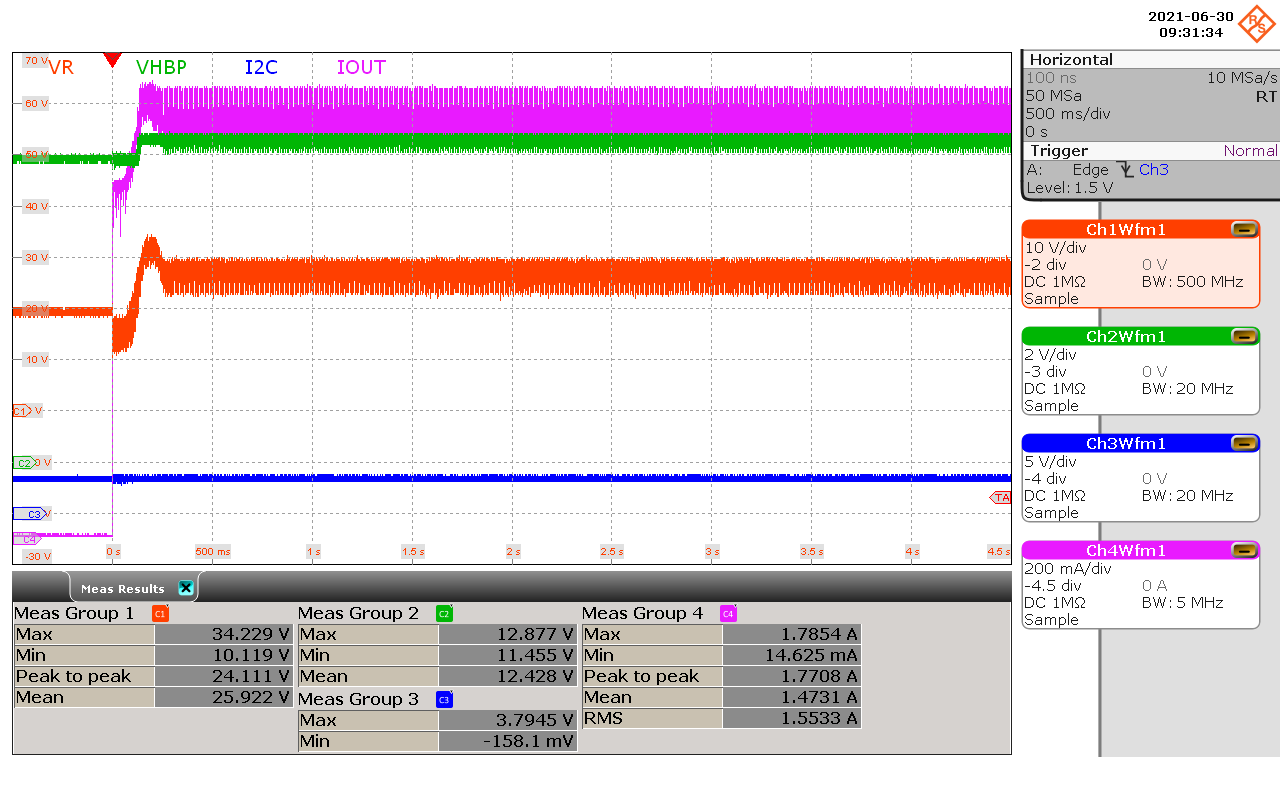 2021-06-30
09:31:34
R&S
VR VHBP I2C IOUT
70 V
60 V
50 V
40 V
30 V
20 V
10 V
C1 V
C2 0 V
C3 V
C4
-30 V
TA
0 s 500 ms 1 s 1.5 s 2 s 2.5 s 3 s 3.5 s 4 s 4.5 s
Horizontal
100 ns 10 MSa/s
50 MSa RT
500 ms/div
0 s
Trigger Normal
A: Edge Ch3
Level: 1.5 V
Ch1Wfm1
10 V/div
-2 div 0 V
DC 1MΩ BW: 500 MHz
Sample
Ch2Wfm1
2 V/div
-3 div 0 V
DC 1MΩ BW: 20 MHz
Sample
Ch3Wfm1
5 V/div
-4 div 0 V
DC 1MΩ BW: 20 MHz
Sample
Ch4Wfm1
200 mA/div
-4.5 div 0 A
DC 1MΩ BW: 5 MHz
Sample
Meas Results
Meas Group 1 C1
Max 34.229 V
Min 10.119 V
Peak to peak 24.111 V
Mean 25.922 V
Meas Group 2 C2
Max 12.877 V
Min 11.455 V
Mean 12.428 V
Meas Group 3 C3
Max 3.7945 V
Min -158.1 mV
Meas Group 4 C4
Max 1.7854 A
Min 14.625 mA
Peak to peak 1.7708 A
Mean 1.4731 A
RMS 1.5533 A